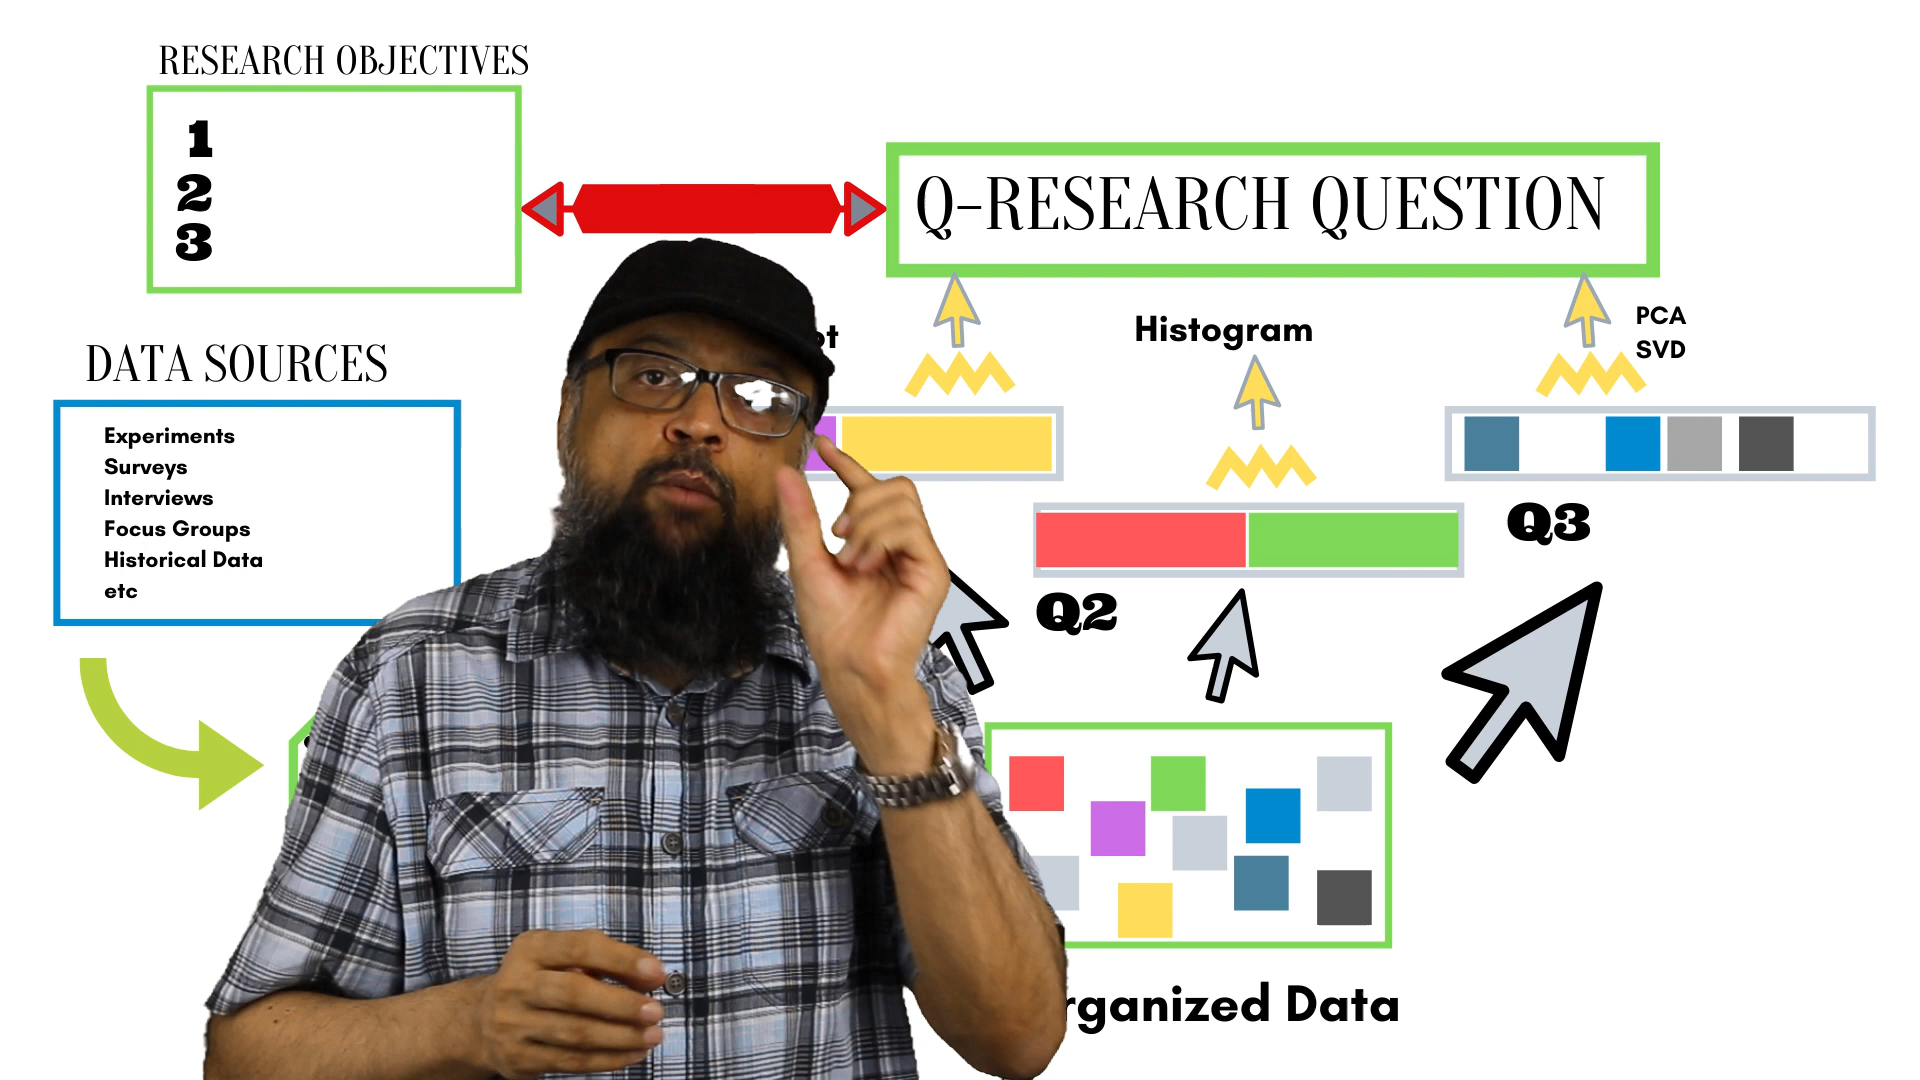 RESEARCH OBJECTIVES
1
2
3
Q-RESEARCH QUESTION
Histogram
PCA
SVD
DATA SOURCES
Experiments
Surveys
Interviews
Focus Groups
Historical Data
etc
Q3
Q2
Data